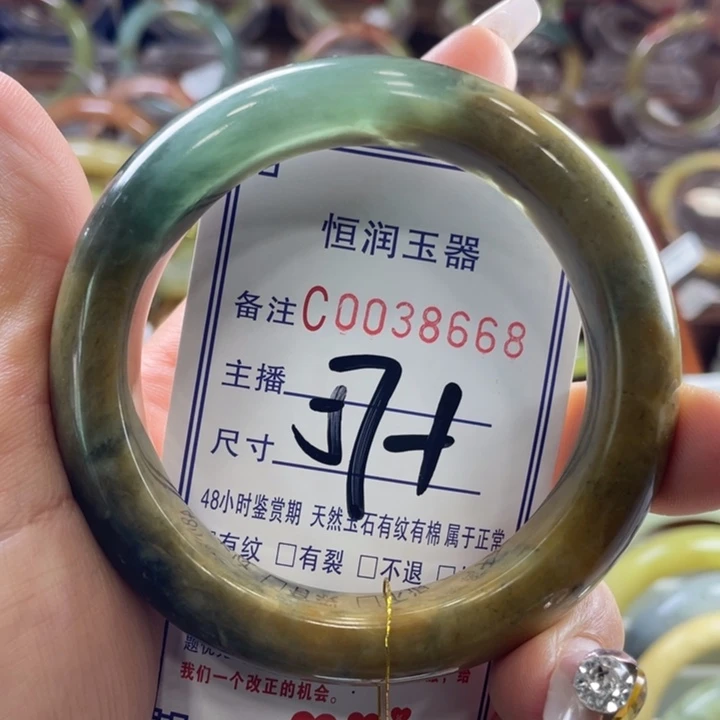 恒润玉器
备注C0038668
主播
尺寸
48小时鉴赏期 天然玉石有纹有棉属于正常
有纹 □有裂 □不退
我们一个改正的机会。